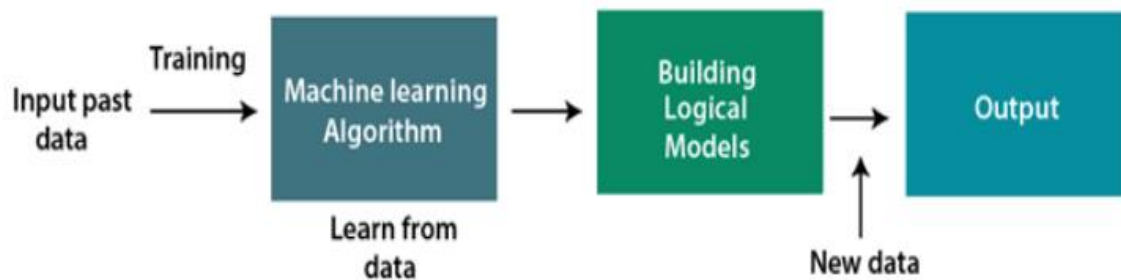 Training
Input past
data
Machine learning
Algorithm
Learn from
data
Building
Logical
Models
New data
Output